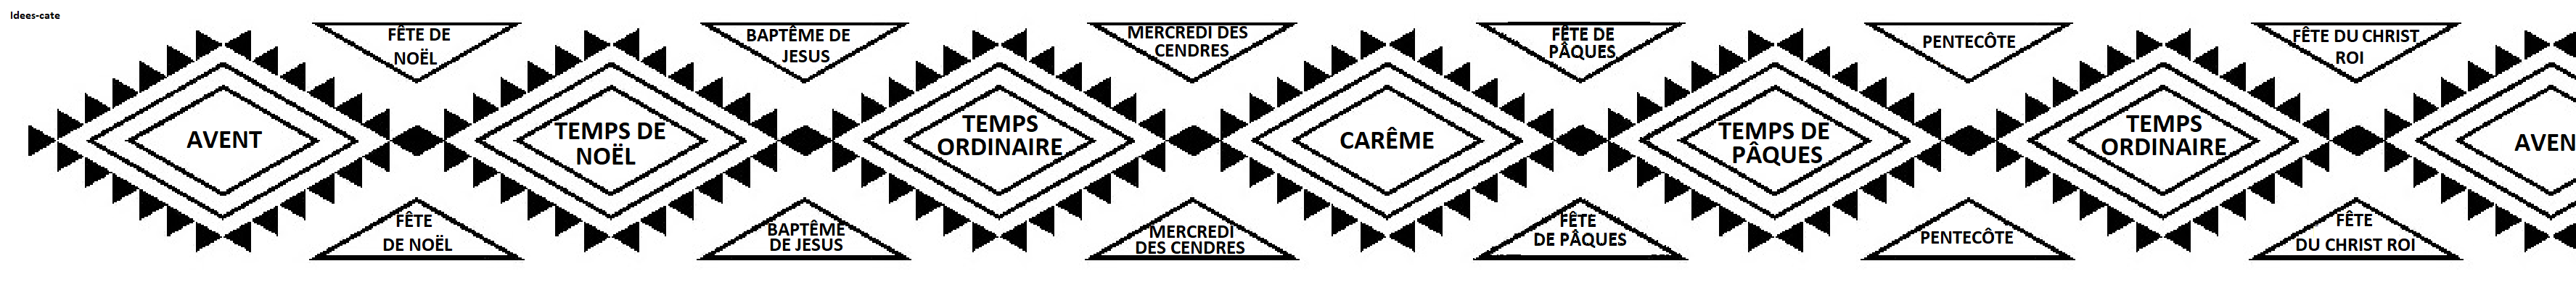 Idees-cate
FÊTE DE
NOËL
BAPTÊME DE
JESUS
MERCREDI DES
CENDRES
FÊTE DE
PÂQUES
PENTECÔTE
FÊTE DU CHRIST
ROI
AVENT
TEMPS DE
NOËL
TEMPS
ORDINAIRE
CARÊME
TEMPS DE
PÂQUES
TEMPS
ORDINAIRE
AVEN
FÊTE
DE NOËL
BAPTÊME
DE JESUS
MERCREDI
DES CENDRES
FÊTE
DE PÂQUES
PENTECÔTE
FÊTE
DU CHRIST ROI